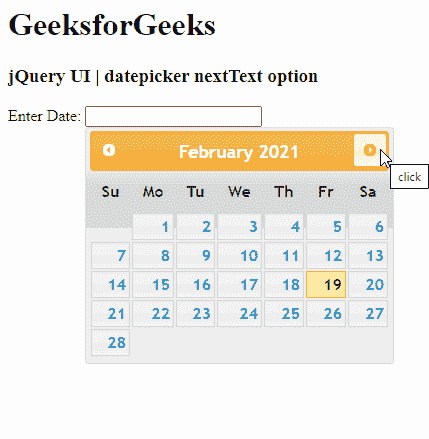 GeeksforGeeks
jQuery UI | datepicker nextText option
Enter Date:
February 2021
click
Su Mo Tu We Th Fr Sa
1 2 3 4 5 6
7 8 9 10 11 12 13
14 15 16 17 18 19 20
21 22 23 24 25 26 27
28